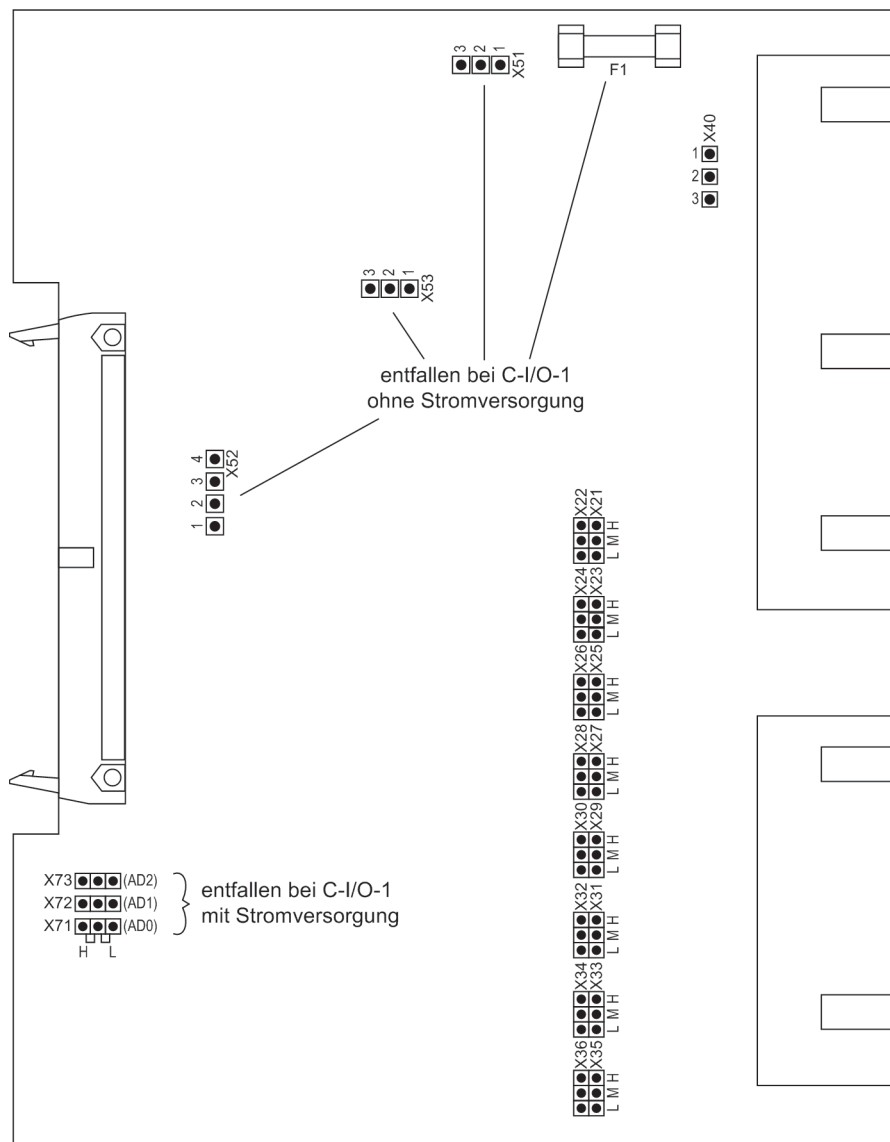 3 2 1 X51
F1
X40
1
2
3
3 2 1 X53
entfallen bei C-I/O-1
ohne Stromversorgung
4 X52
3
2
1
X22 X21
H
M
L
X24 X23
H
M
L
X26 X25
H
M
L
X28 X27
H
M
L
X30 X29
H
M
L
X32 X31
H
M
L
X34 X33
H
M
L
X36 X35
H
M
L
X73 (AD2)
X72 (AD1)
X71 (AD0)
H L
entfallen bei C-I/O-1
mit Stromversorgung